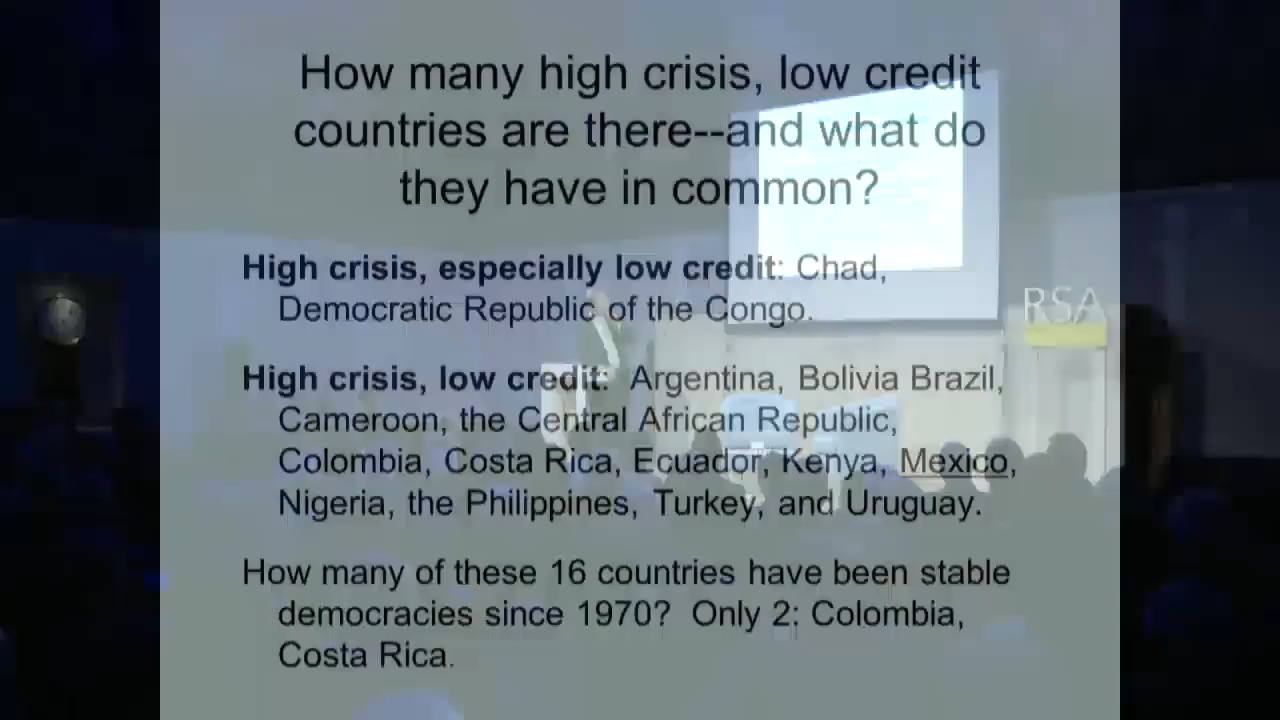 How many high crisis, low credit
countries are there--and what do
they have in common?
High crisis, especially low credit: Chad,
Democratic Republic of the Congo.
RSA
High crisis, low credit: Argentina, Bolivia Brazil,
Cameroon, the Central African Republic,
Colombia, Costa Rica, Ecuador, Kenya, Mexico,
Nigeria, the Philippines, Turkey, and Uruguay.
How many of these 16 countries have been stable
democracies since 1970? Only 2: Colombia,
Costa Rica.